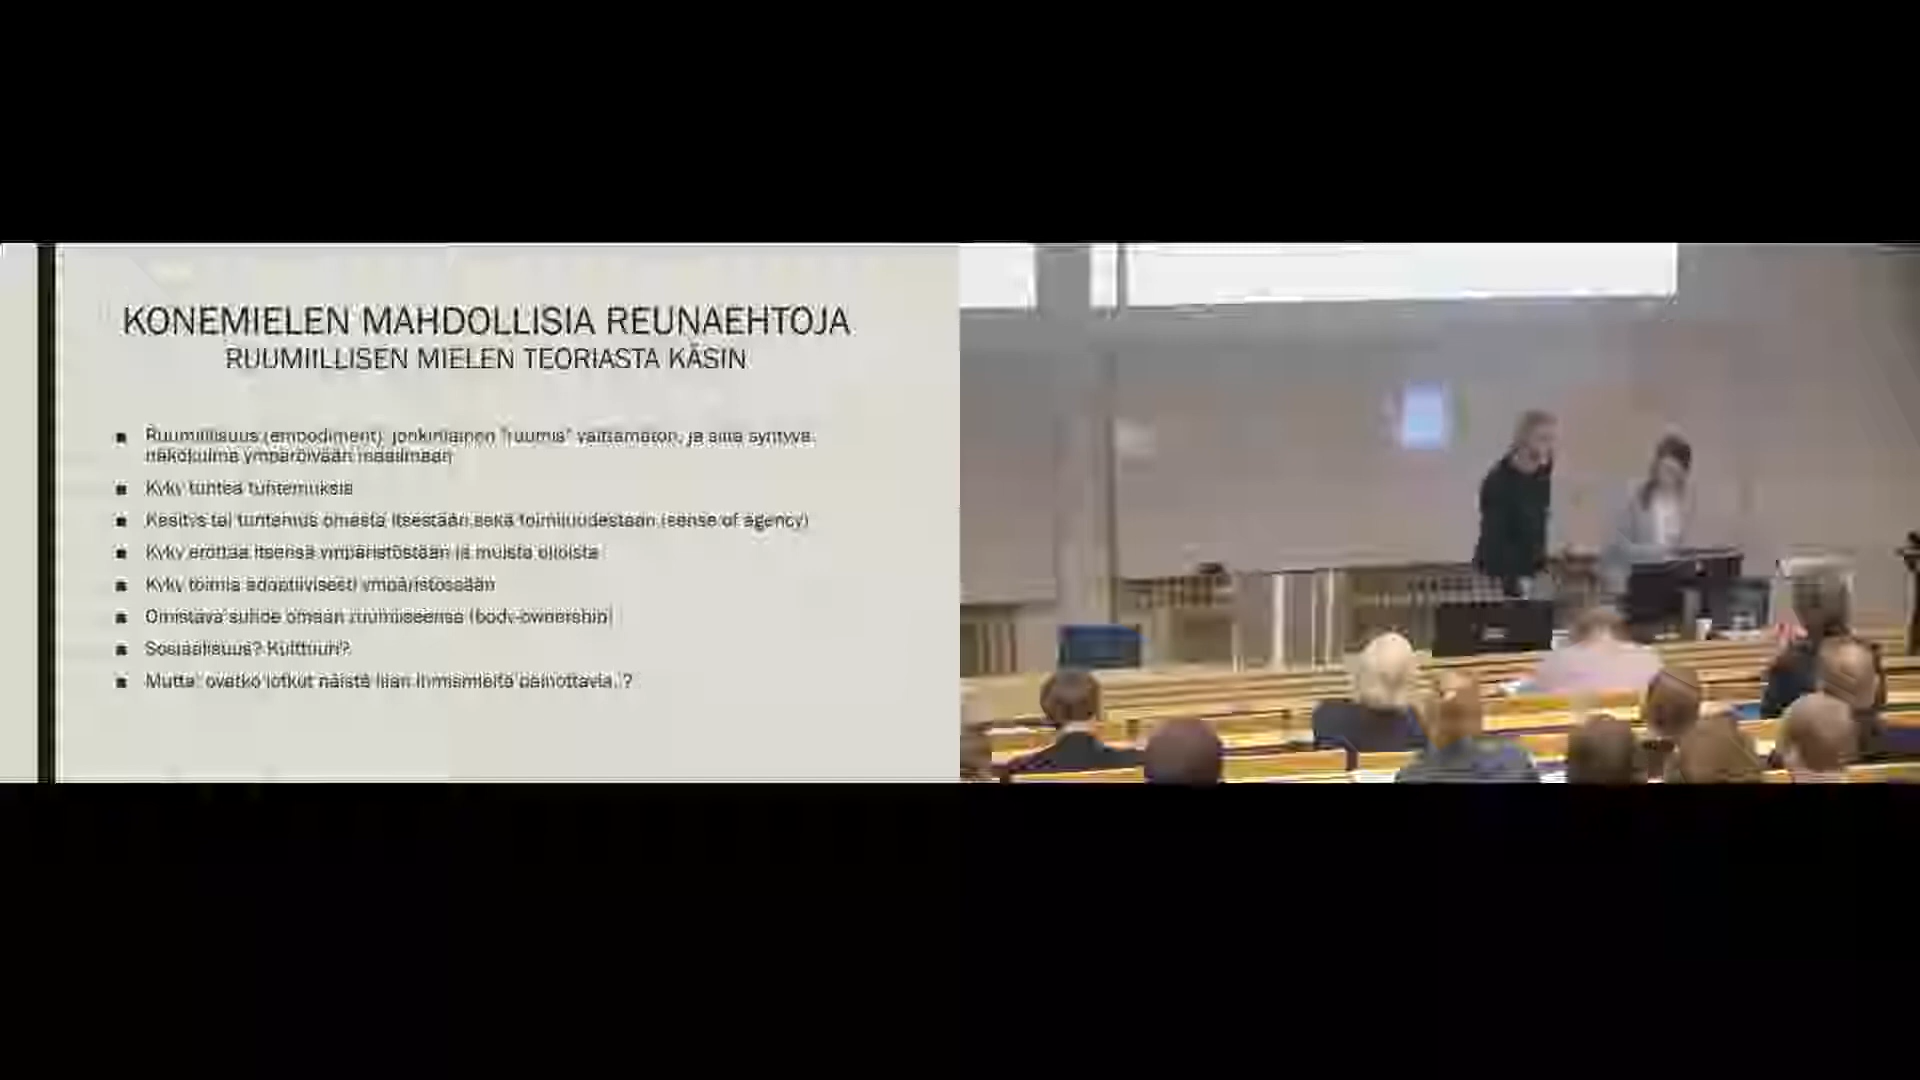 KONEMIELEN MAHDOLLISIA REUNAEHTOJA
RUUMIILLISEN MIELEN TEORIASTA KÄSIN
Ruumiillisuus (embodiment): jonkinlainen "ruumis" välttämätön, ja siitä syntyvä
näkökulma ympäröivään maailmaan
Kyky tuntea tuntemuksia
Käsitys tai tuntemus omasta itsestään sekä toimijuudestaan (sense of agency)
Kyky erottaa itsensä ympäristöstään ja muista olioista
Kyky toimia adaptiivisesti ympäristössään
Omistava suhde omaan ruumiiseensa (body-ownership)
Sosiaalisuus? Kulttuuri?
Mutta: ovatko jotkut näistä liian ihmismieltä painottavia..?